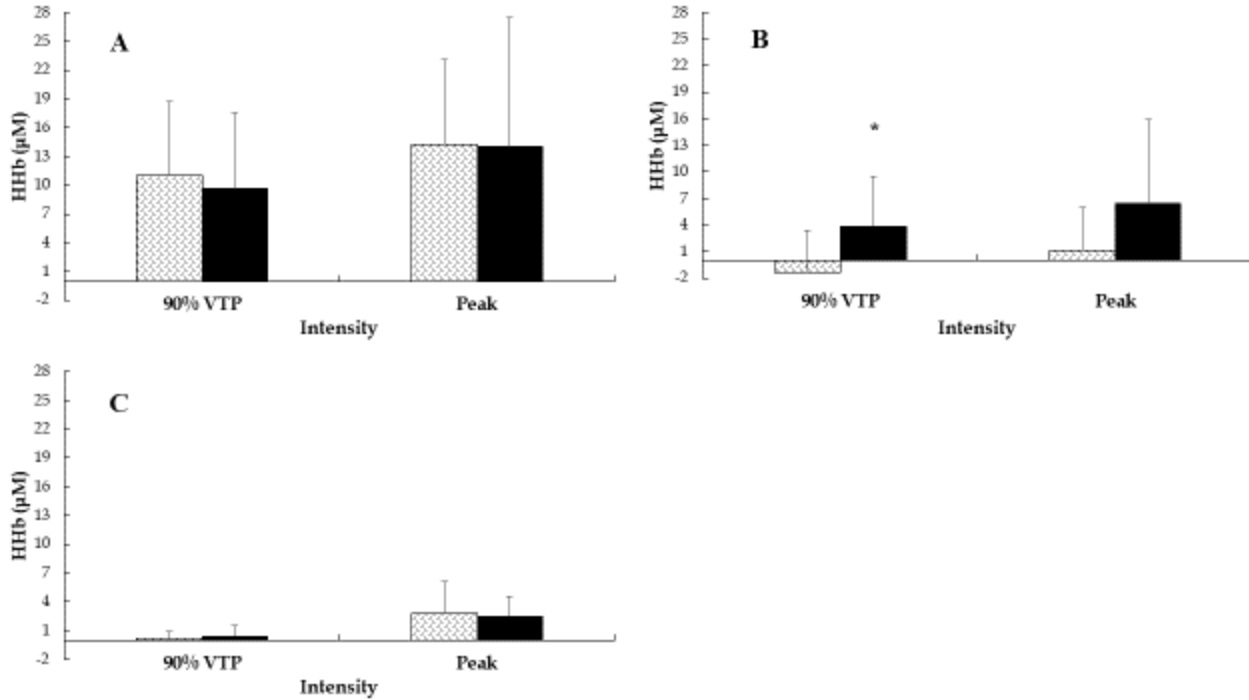 A
HHb (μM)
28
25
22
19
16
13
10
7
4
1
-2
90% VTP Peak
Intensity
B
HHb (μM)
28
25
22
19
16
13
10
7
4
1
-2
*
90% VTP Peak
Intensity
C
HHb (μM)
28
25
22
19
16
13
10
7
4
1
-2
90% VTP Peak
Intensity